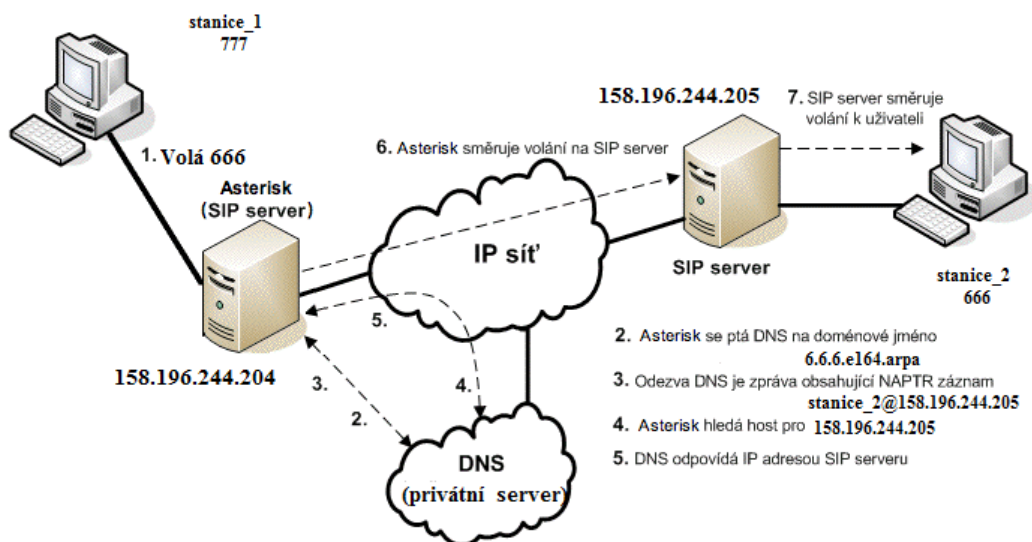 stanice_1
777
158.196.244.205
7. SIP server směruje
volání k uživateli
6. Asterisk směruje volání na SIP server
1. Volá 666
Asterisk
(SIP server)
IP síť
SIP server
stanice_2
666
5.
158.196.244.204
3.
4.
2.
DNS
(privátní server)
2. Asterisk se ptá DNS na doménové jméno
6.6.6.e164.arpa
3. Odezva DNS je zpráva obsahující NAPTR záznam
stanice_2@158.196.244.205
4. Asterisk hledá host pro 158.196.244.205
5. DNS odpovídá IP adresou SIP serveru